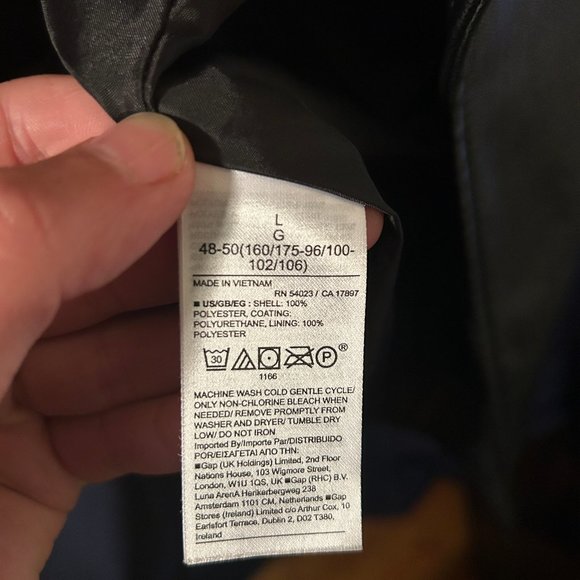 L
G
48-50(160/175-96/100-
102/106)
MADE IN VIETNAM
RN 54023 / CA 17897
■ US/GB/EG : SHELL: 100%
POLYESTER, COATING:
POLYURETHANE, LINING: 100%
POLYESTER
30 P ®
1166
MACHINE WASH COLD GENTLE CYCLE/
ONLY NON-CHLORINE BLEACH WHEN
NEEDED/ REMOVE PROMPTLY FROM
WASHER AND DRYER/ TUMBLE DRY
LOW/ DO NOT IRON
Imported By/Importe Par/DISTRIBUIDO
POR/ΕΙΣΑΓΕΤΑΙ ΑΠΟ ΤΗΝ:
■Gap (UK Holdings) Limited, 2nd Floor
Nations House, 103 Wigmore Street,
London, W1U 1QS, UK ■Gap (RHC) B.V.
Luna ArenA Herikerbergweg 238
Amsterdam 1101 CM, Netherlands ■Gap
Stores (Ireland) Limited c/o Arthur Cox, 10
Earlsfort Terrace, Dublin 2, D02 T380,
Ireland